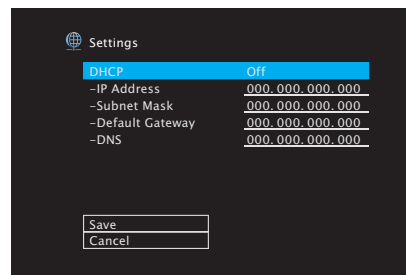 Settings
DHCP Off
-IP Address 000.000.000.000
-Subnet Mask 000.000.000.000
-Default Gateway 000.000.000.000
-DNS 000.000.000.000
Save
Cancel